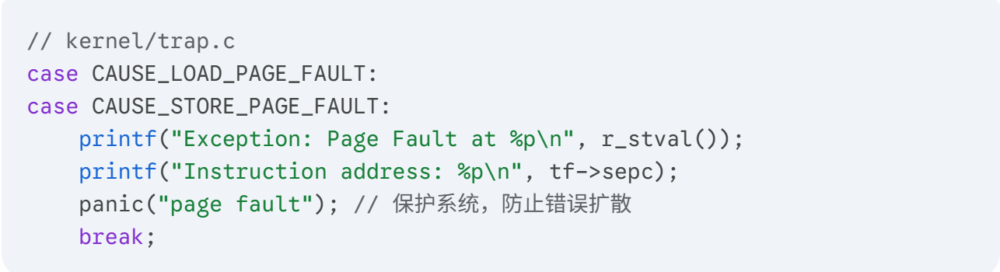 // kernel/trap.c
case CAUSE_LOAD_PAGE_FAULT:
case CAUSE_STORE_PAGE_FAULT:
    printf("Exception: Page Fault at %p\n", r_stval());
    printf("Instruction address: %p\n", tf->sepc);
    panic("page fault"); // 保护系统，防止错误扩散
    break;